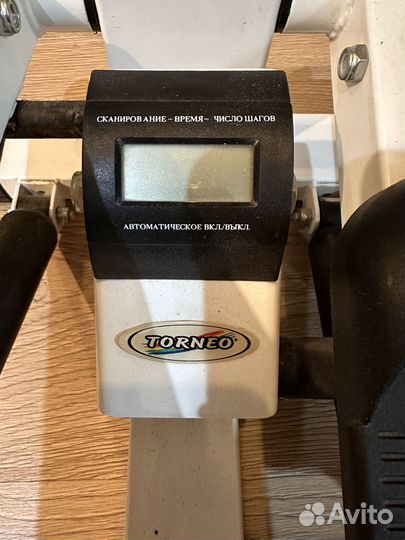 СКАНИРОВАНИЕ – ВРЕМЯ – ЧИСЛО ШАГОВ
АВТОМАТИЧЕСКОЕ ВКЛ/ВЫКЛ.
TORNEO
Avito